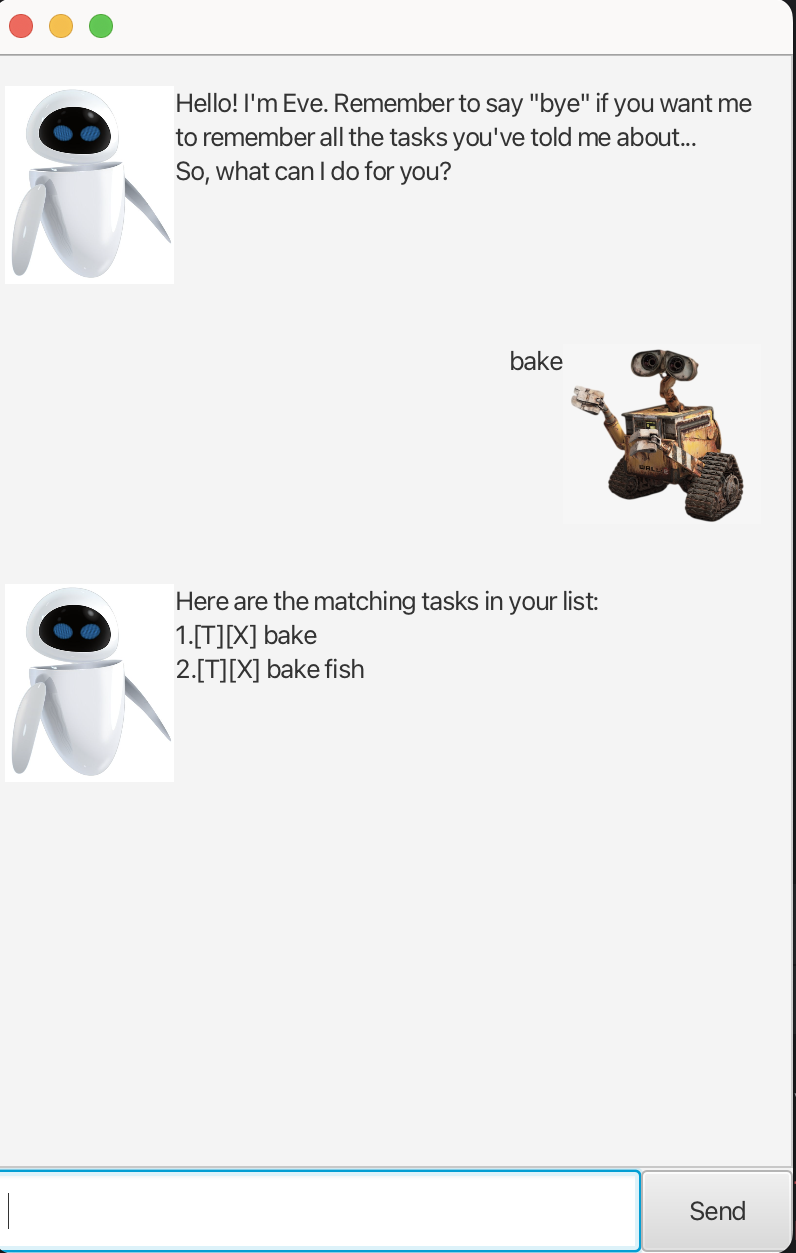 Hello! I'm Eve. Remember to say "bye" if you want me
to remember all the tasks you've told me about...
So, what can I do for you?
bake
Here are the matching tasks in your list:
1.[T][X] bake
2.[T][X] bake fish
Send